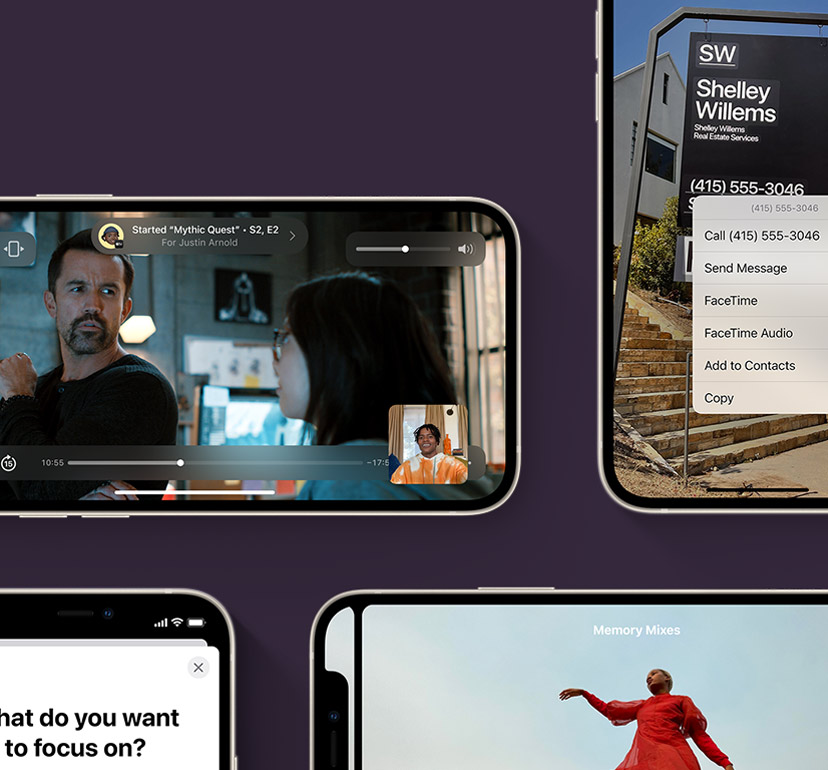 SW
Shelley
Willems
Shelley Willems
Real Estate Services
(415) 555-3046
S
(415) 555-3046
Call (415) 555-3046
Send Message
FaceTime
FaceTime Audio
Add to Contacts
Copy
Started “Mythic Quest” • S2, E2
For Justin Arnold
15
10:55
-17:5
hat do you want
to focus on?
Memory Mixes